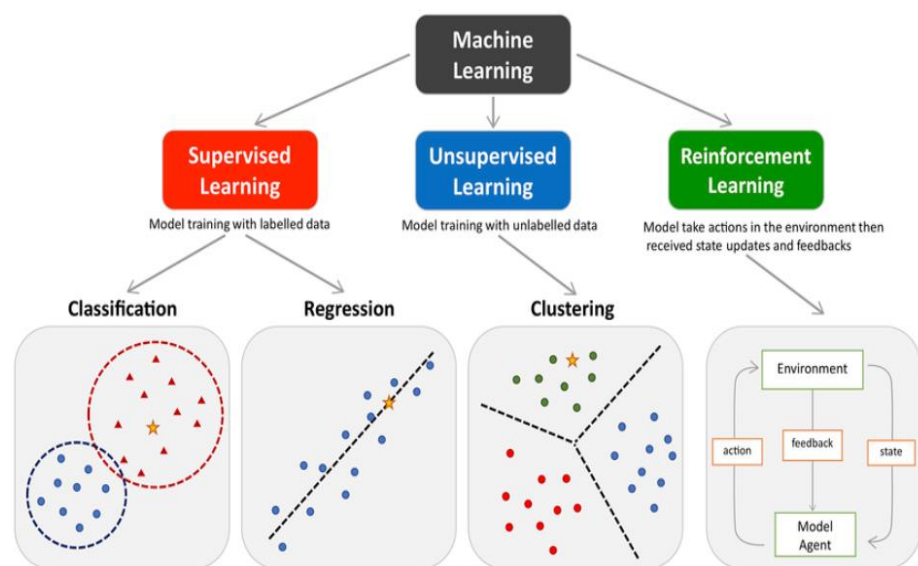 Machine
Learning
Supervised
Learning
Unsupervised
Learning
Reinforcement
Learning
Model training with labelled data
Model training with unlabelled data
Model take actions in the environment then
received state updates and feedbacks
Classification
Regression
Clustering
Environment
action
feedback
state
Model
Agent